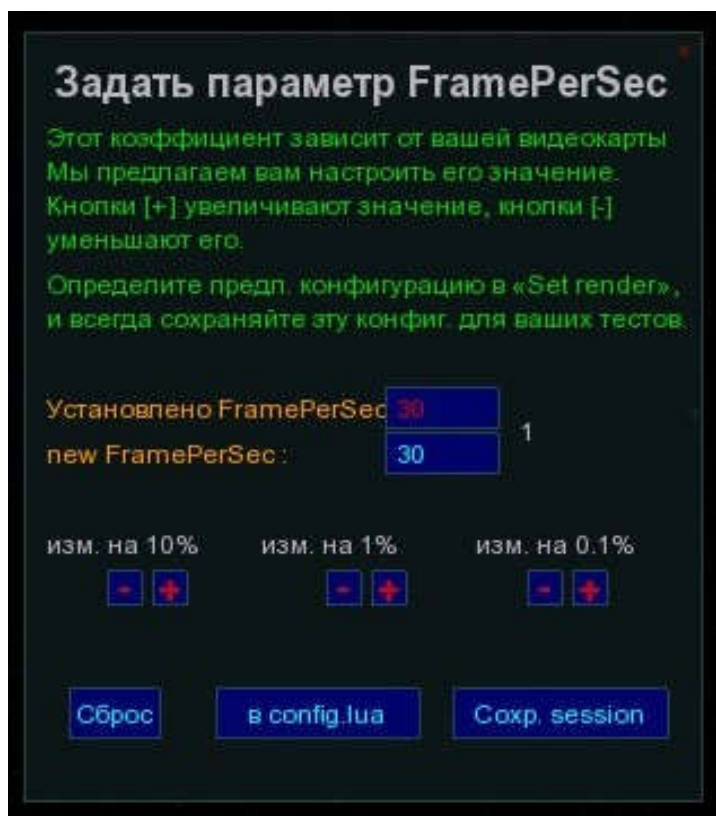 Задать параметр FramePerSec
Этот коэффициент зависит от вашей видеокарты
Мы предлагаем вам настроить его значение.
Кнопки [+] увеличивают значение, кнопки [-]
уменьшают его.
Определите предп. конфигурацию в «Set render»,
и всегда сохраняйте эту конфиг. для ваших тестов.
Установлено FramePerSec 30
1
new FramePerSec : 30
изм. на 10% изм. на 1% изм. на 0.1%
- + - + - +
Сброс в config.lua Сохр. session